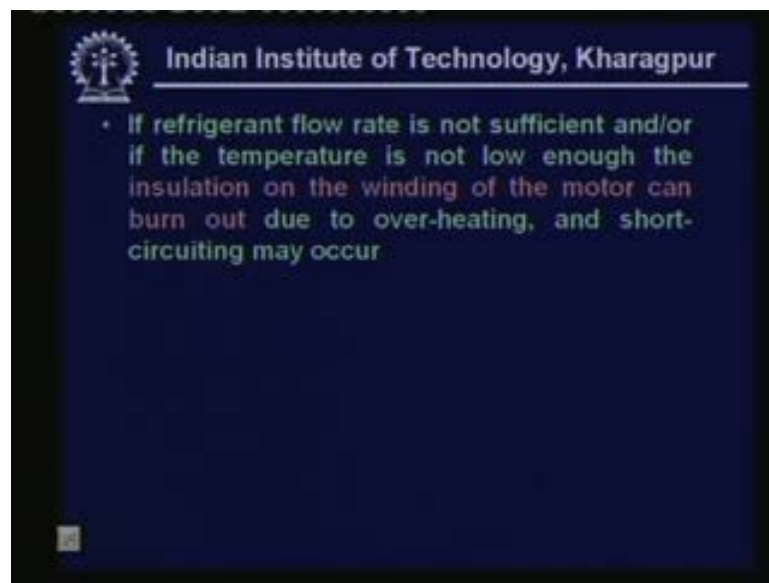 Indian Institute of Technology, Kharagpur
• If refrigerant flow rate is not sufficient and/or
if the temperature is not low enough the
insulation on the winding of the motor can
burn out due to over-heating, and short-
circuiting may occur